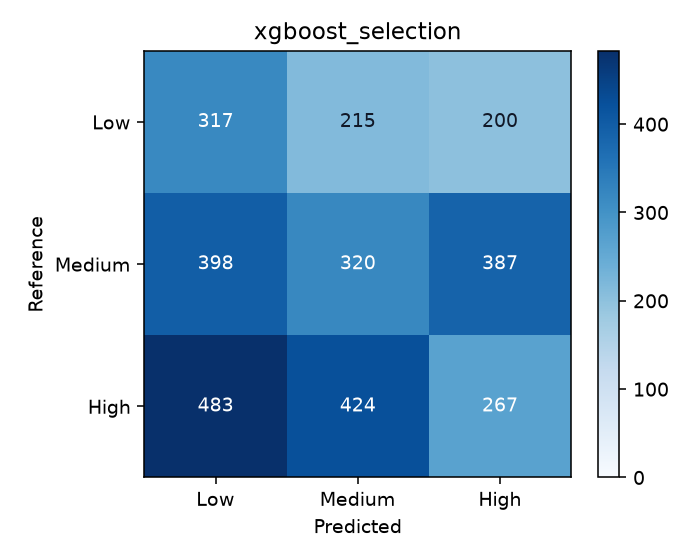 xgboost_selection
Low 317 215 200
Medium 398 320 387
High 483 424 267
Low Medium High
Predicted
Reference
400
300
200
100
0